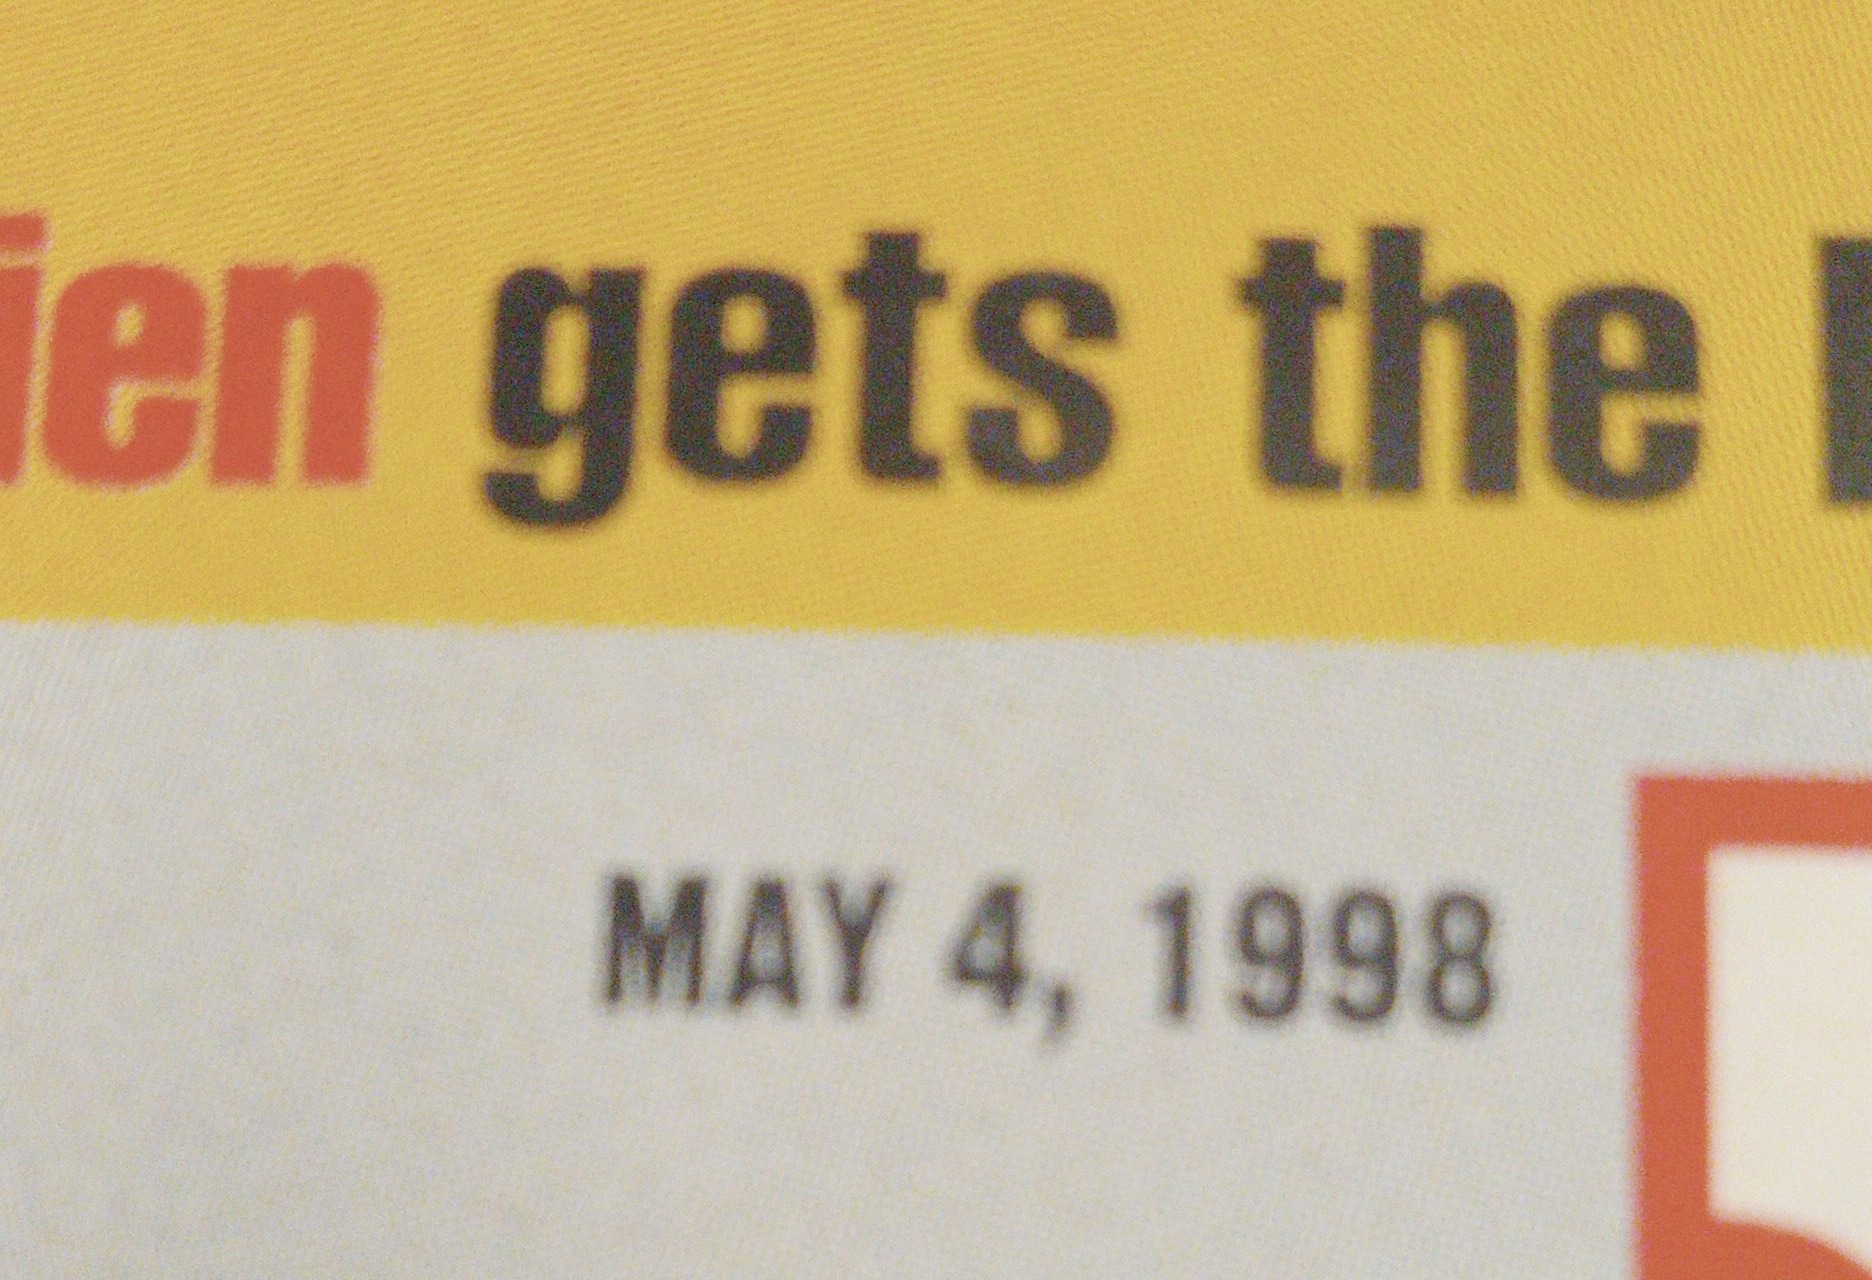 ien gets the
MAY 4, 1998